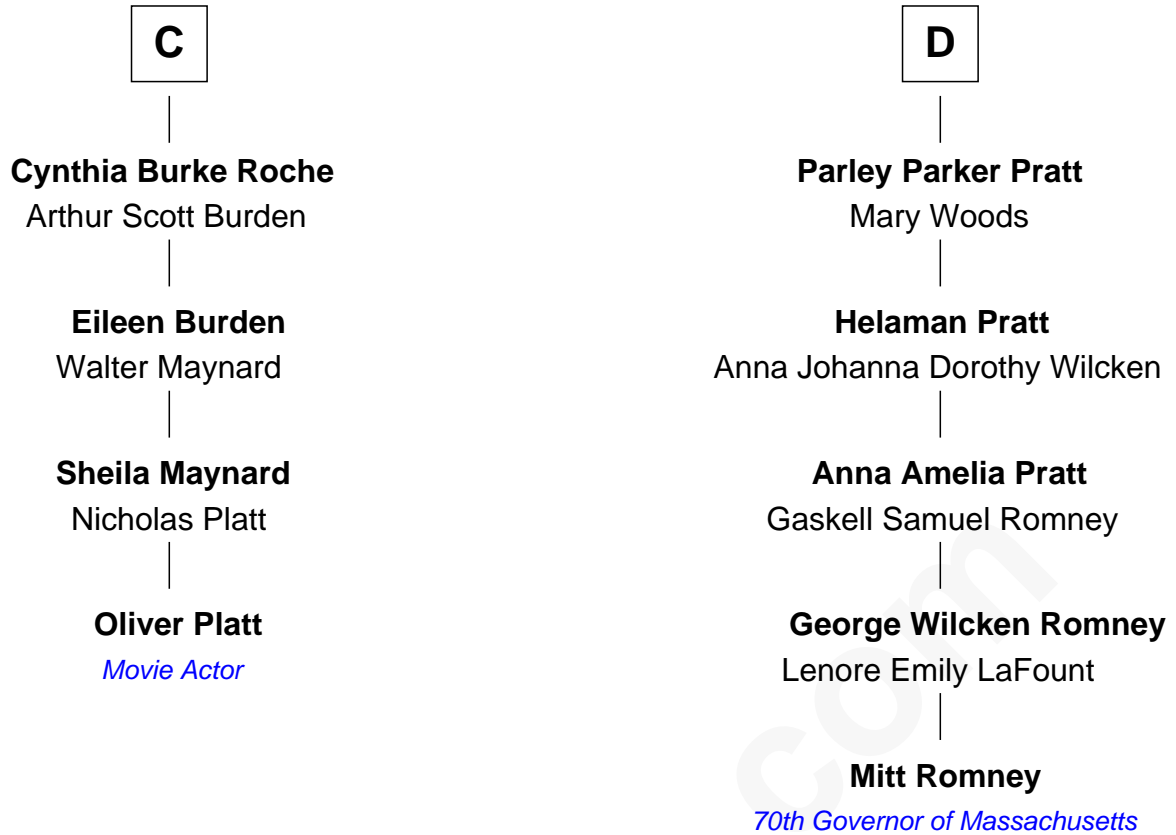 C
Cynthia Burke Roche
Arthur Scott Burden
Eileen Burden
Walter Maynard
Sheila Maynard
Nicholas Platt
Oliver Platt
Movie Actor
D
Parley Parker Pratt
Mary Woods
Helaman Pratt
Anna Johanna Dorothy Wilcken
Anna Amelia Pratt
Gaskell Samuel Romney
George Wilcken Romney
Lenore Emily LaFount
Mitt Romney
70th Governor of Massachusetts
com